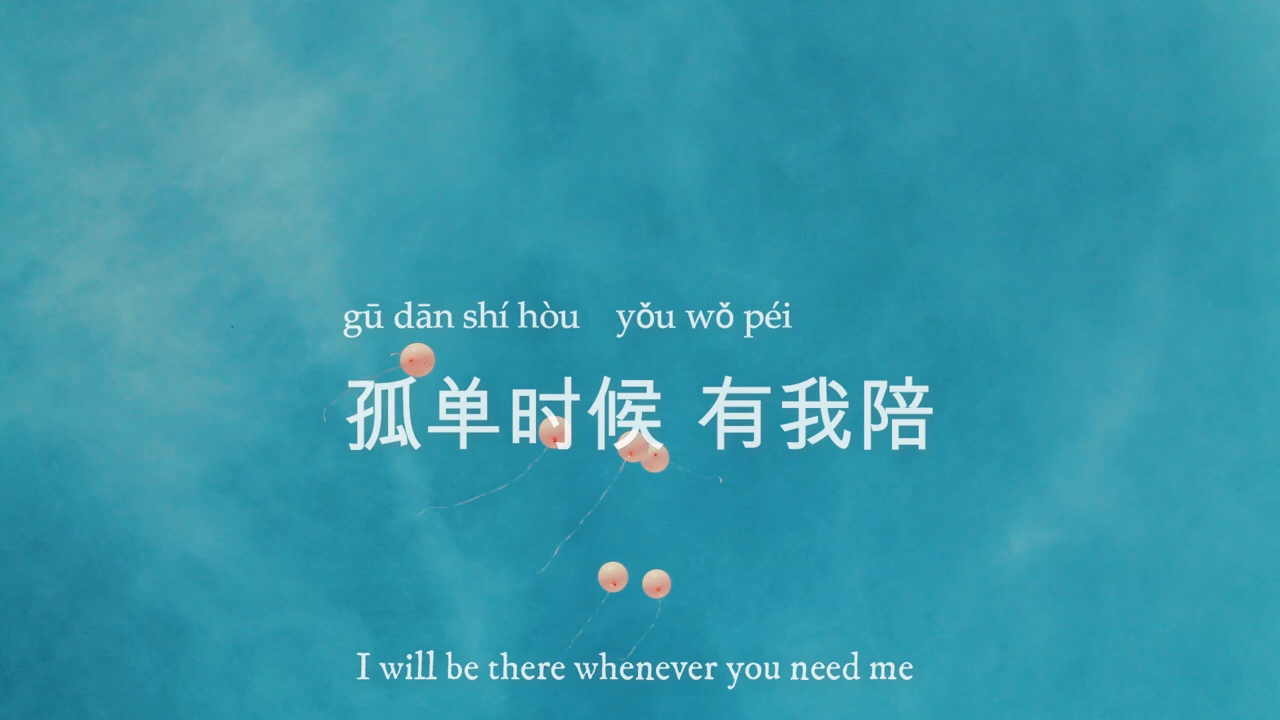 gū dān shí hòu yǒu wǒ péi
孤单时候 有我陪
I will be there whenever you need me